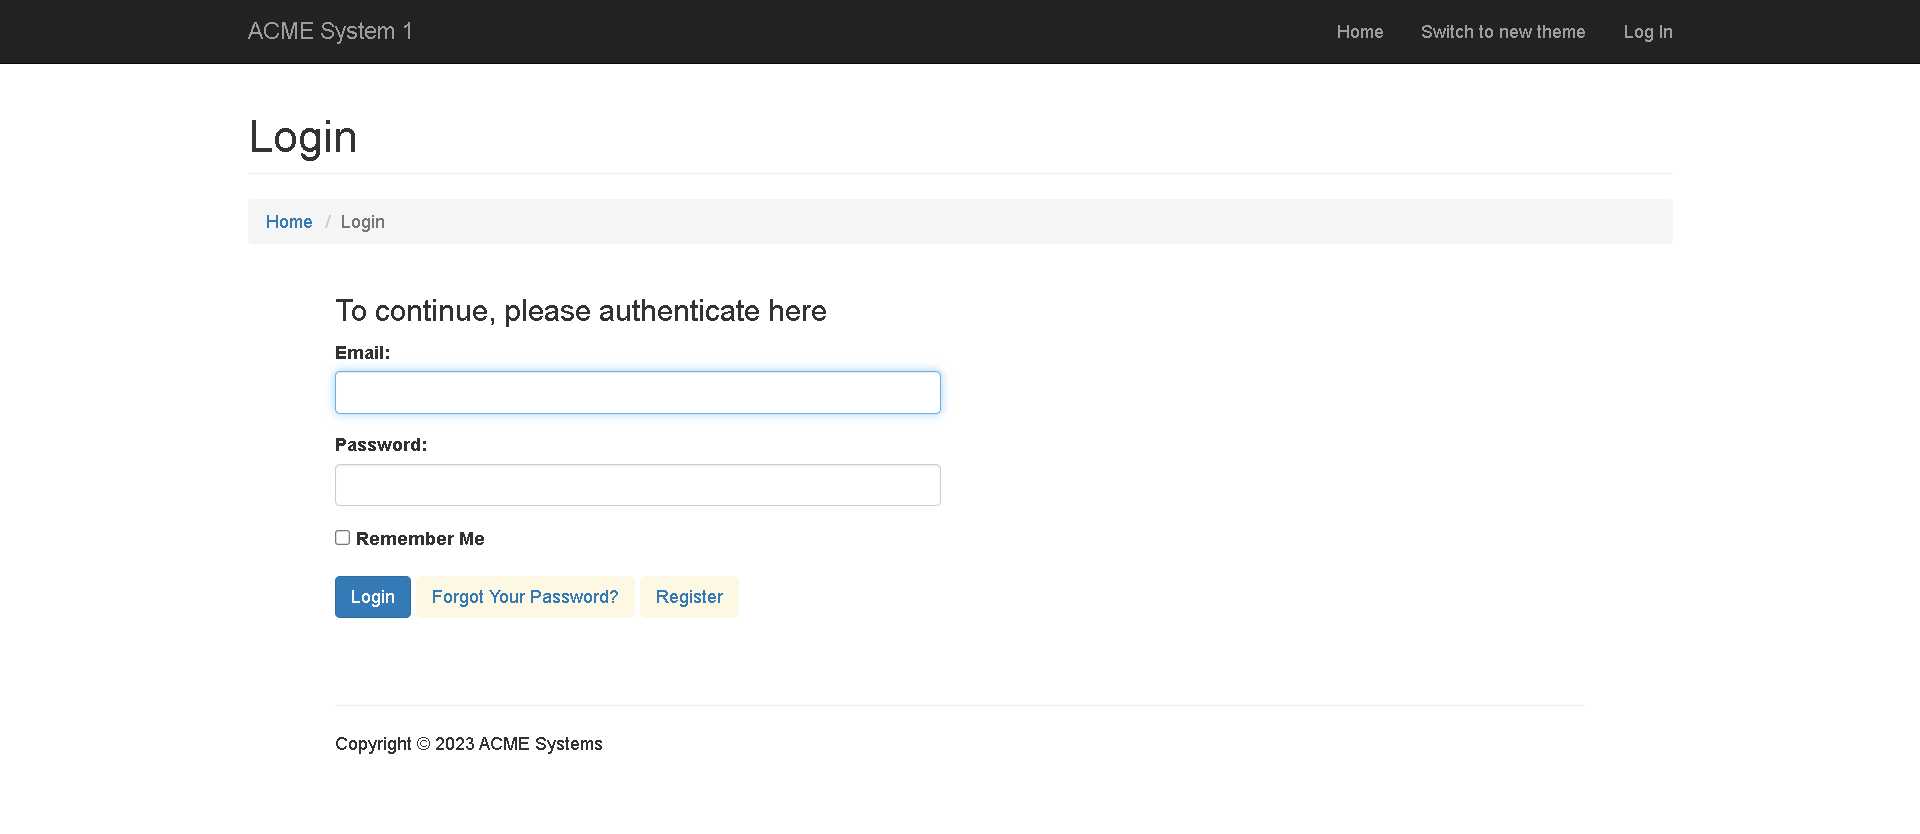 ACME System 1 Home Switch to new theme Log In
Login
Home / Login
To continue, please authenticate here
Email:
Password:
Remember Me
Login Forgot Your Password? Register
Copyright © 2023 ACME Systems